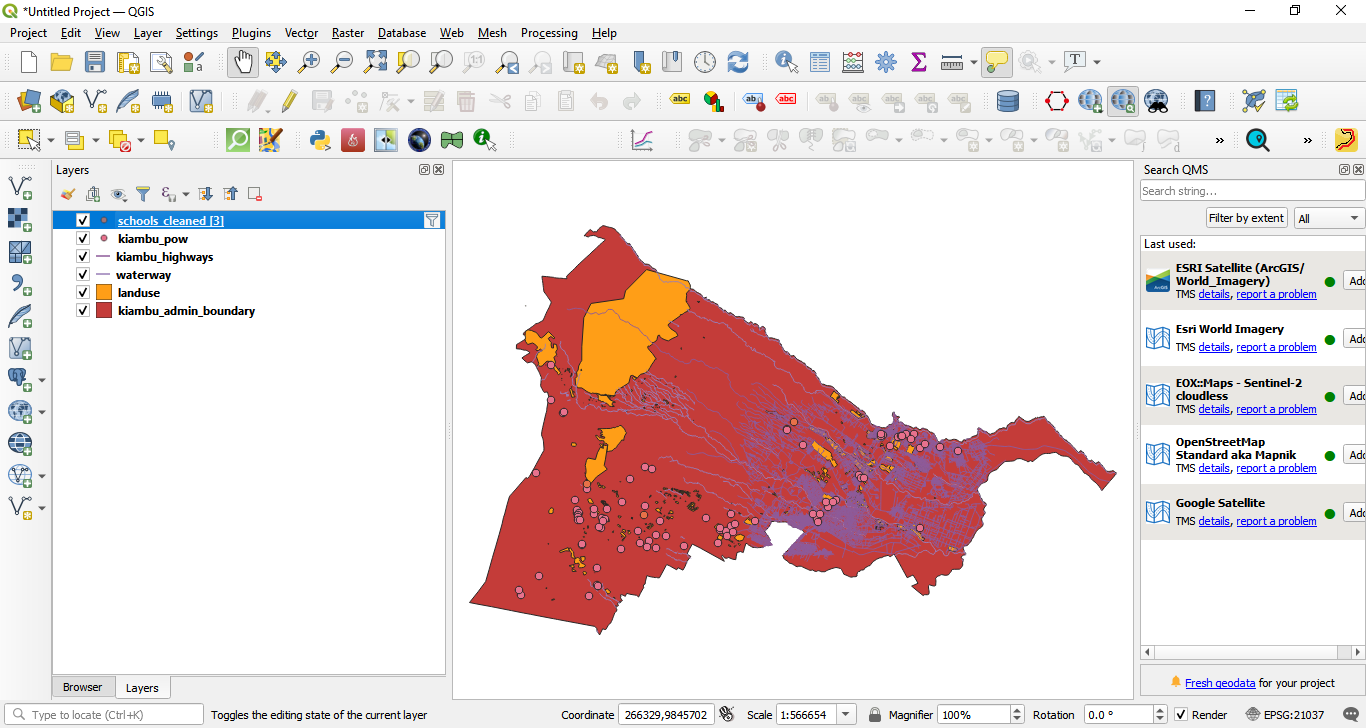 *Untitled Project — QGIS
Project Edit View Layer Settings Plugins Vector Raster Database Web Mesh Processing Help
Layers
Search QMS
Search string...
Filter by extent All
schools_cleaned [3]
kiambu_pow
kiambu_highways
waterway
landuse
kiambu_admin_boundary
Last used:
ESRI Satellite (ArcGIS/
World_Imagery)
TMS details, report a problem
Add
Esri World Imagery
TMS details, report a problem
Add
EOX::Maps - Sentinel-2
cloudless
TMS details, report a problem
Add
OpenStreetMap
Standard aka Mapnik
TMS details, report a problem
Add
Google Satellite
TMS details, report a problem
Add
Browser Layers
Fresh geodata for your project
Type to locate (Ctrl+K) Toggles the editing state of the current layer Coordinate 266329,9845702 Scale 1:566654 Magnifier 100% Rotation 0.0 ° Render EPSG:21037